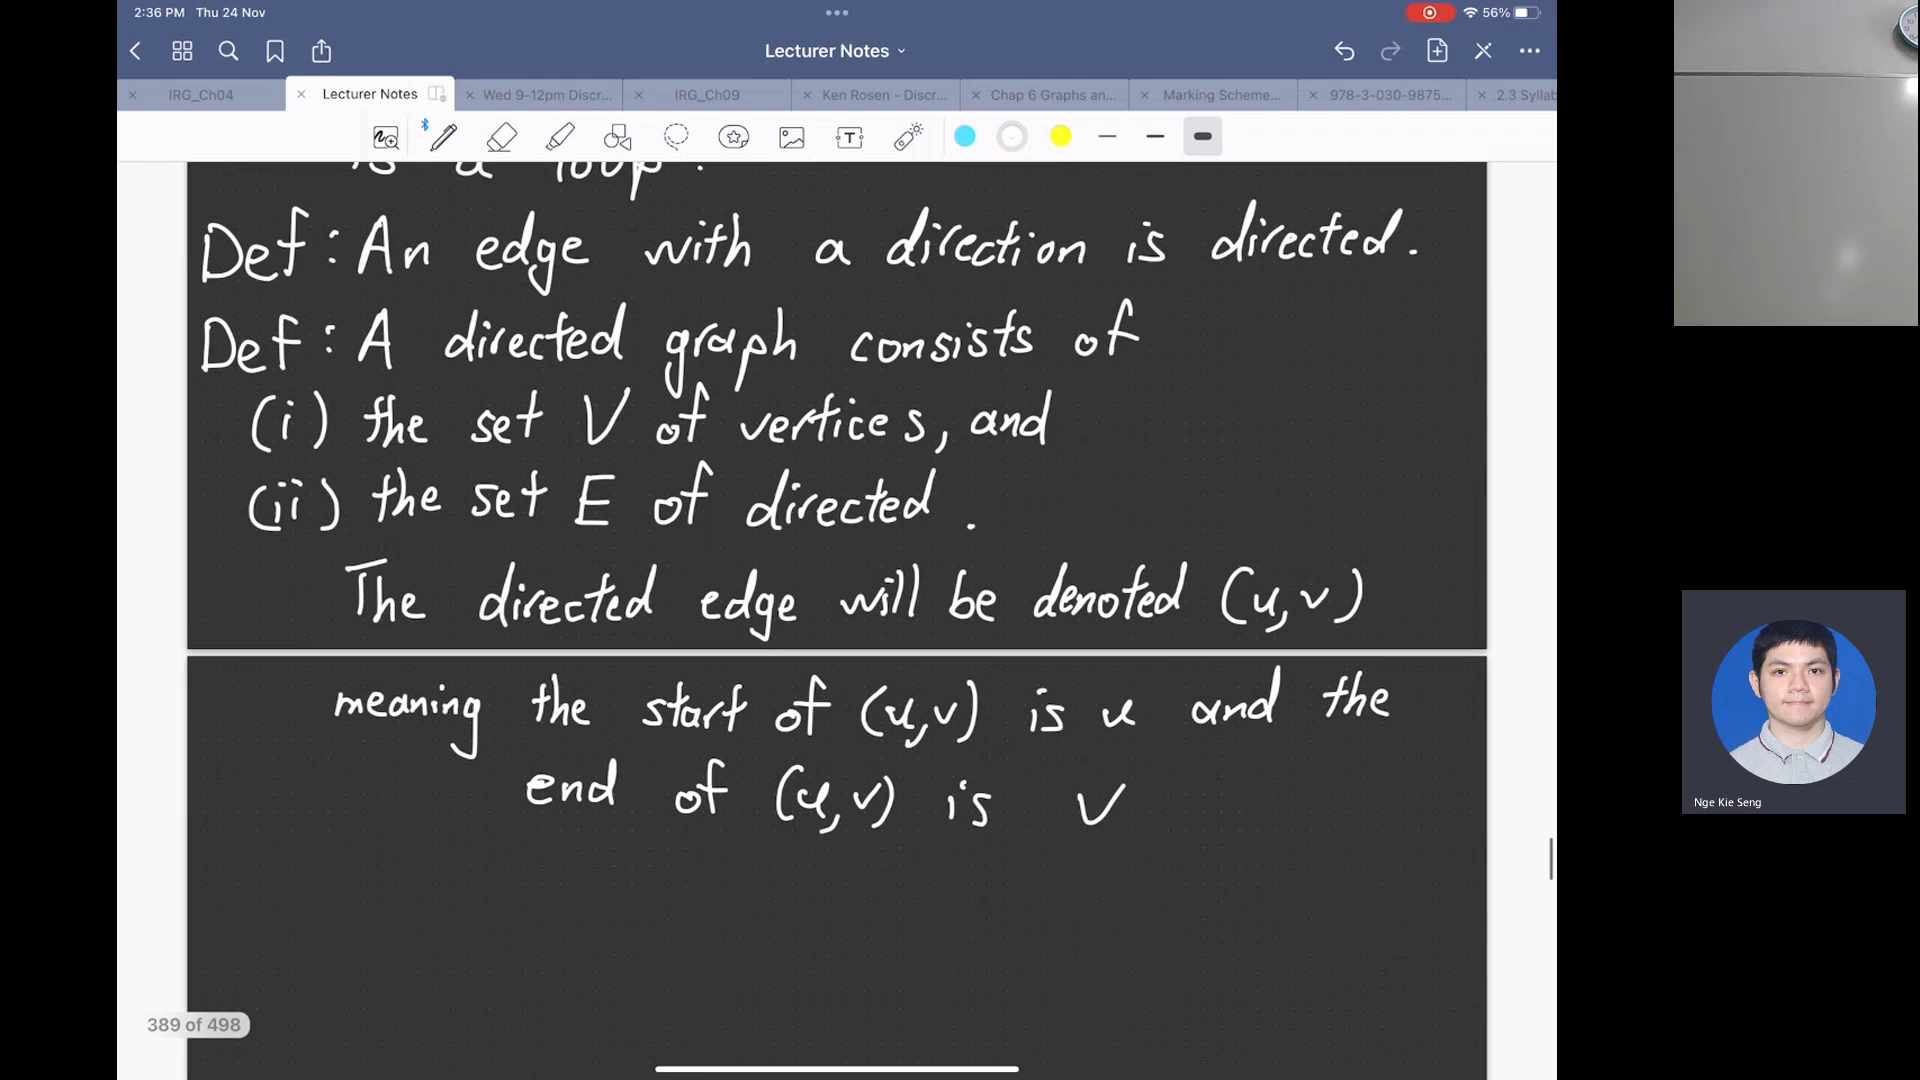 2:36 PM Thu 24 Nov
56%
Lecturer Notes
IRG_Ch04
Lecturer Notes
Wed 9-12pm Discr...
IRG_Ch09
Ken Rosen - Discr...
Chap 6 Graphs an...
Marking Scheme...
978-3-030-9875...
2.3 Syllab
is a loop.
Def: An edge with a direction is directed.
Def: A directed graph consists of
(i) the set V of vertices, and
(ii) the set E of directed.
The directed edge will be denoted (u,v)
meaning the start of (u,v) is u and the
end of (u,v) is v
389 of 498
Nge Kie Seng